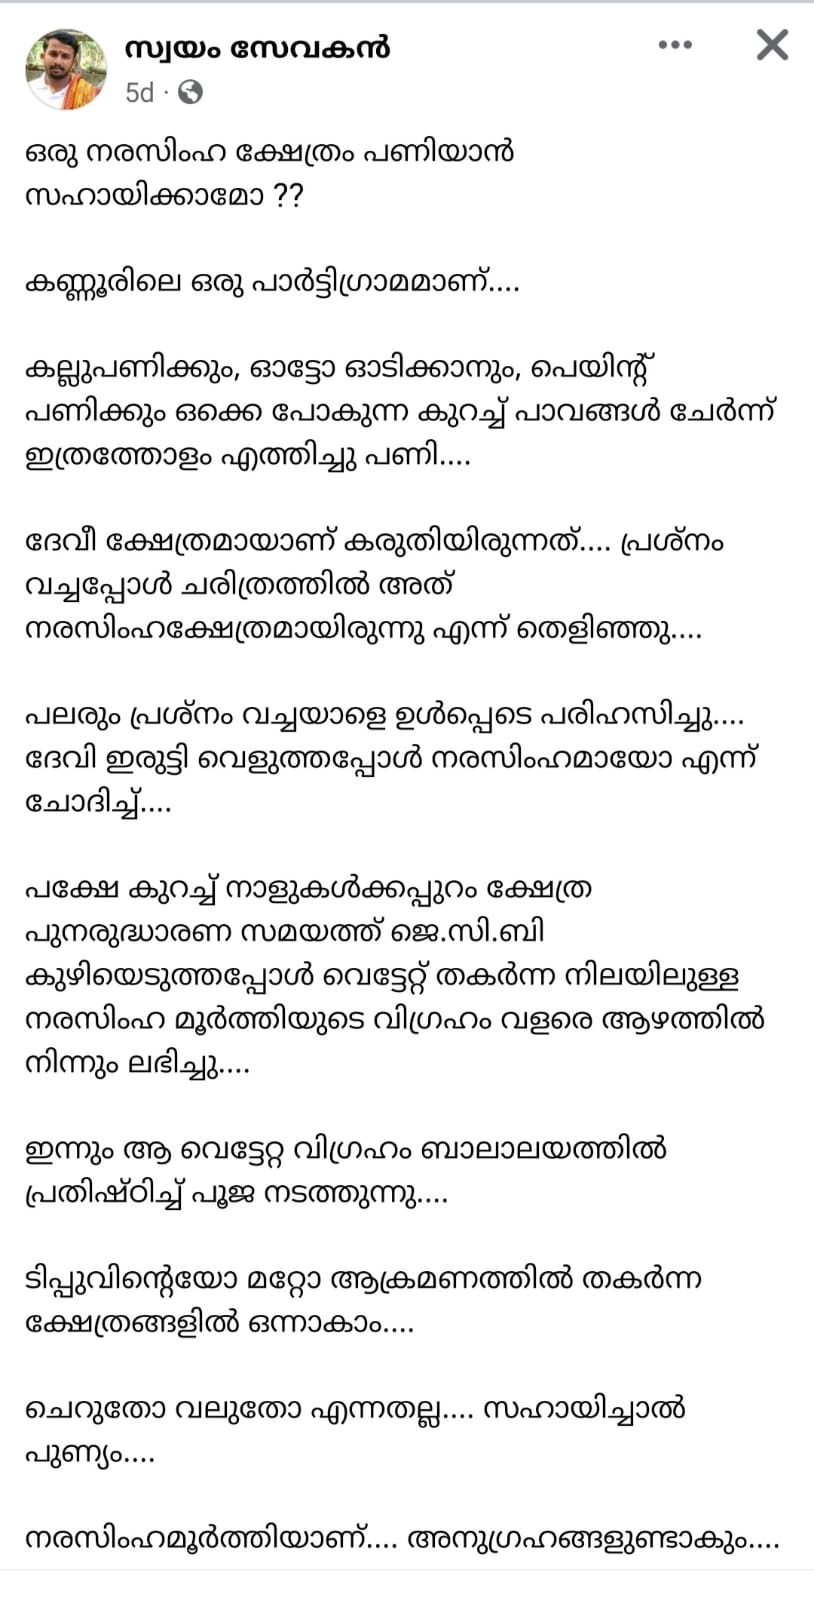 സ്വയം സേവകൻ
5d ·
ഒരു നരസിംഹ ക്ഷേത്രം പണിയാൻ
സഹായിക്കാമോ ??
കണ്ണൂരിലെ ഒരു പാർട്ടിഗ്രാമമാണ്....
കല്ലുപണിക്കും, ഓട്ടോ ഓടിക്കാനും, പെയിന്റ്
പണിക്കും ഒക്കെ പോകുന്ന കുറച്ച് പാവങ്ങൾ ചേർന്ന്
ഇത്രത്തോളം എത്തിച്ചു പണി....
ദേവീ ക്ഷേത്രമായാണ് കരുതിയിരുന്നത്.... പ്രശ്നം
വച്ചപ്പോൾ ചരിത്രത്തിൽ അത്
നരസിംഹക്ഷേത്രമായിരുന്നു എന്ന് തെളിഞ്ഞു....
പലരും പ്രശ്നം വച്ചയാളെ ഉൾപ്പെടെ പരിഹസിച്ചു....
ദേവി ഇരുട്ടി വെളുത്തപ്പോൾ നരസിംഹമായോ എന്ന്
ചോദിച്ച്....
പക്ഷേ കുറച്ച് നാളുകൾക്കപ്പുറം ക്ഷേത്ര
പുനരുദ്ധാരണ സമയത്ത് ജെ.സി.ബി
കുഴിയെടുത്തപ്പോൾ വെട്ടേറ്റ് തകർന്ന നിലയിലുള്ള
നരസിംഹ മൂർത്തിയുടെ വിഗ്രഹം വളരെ ആഴത്തിൽ
നിന്നും ലഭിച്ചു....
ഇന്നും ആ വെട്ടേറ്റ വിഗ്രഹം ബാലാലയത്തിൽ
പ്രതിഷ്ഠിച്ച് പൂജ നടത്തുന്നു....
ടിപ്പുവിന്റെയോ മറ്റോ ആക്രമണത്തിൽ തകർന്ന
ക്ഷേത്രങ്ങളിൽ ഒന്നാകാം....
ചെറുതോ വലുതോ എന്നതല്ല.... സഹായിച്ചാൽ
പുണ്യം....
നരസിംഹമൂർത്തിയാണ്.... അനുഗ്രഹങ്ങളുണ്ടാകും....